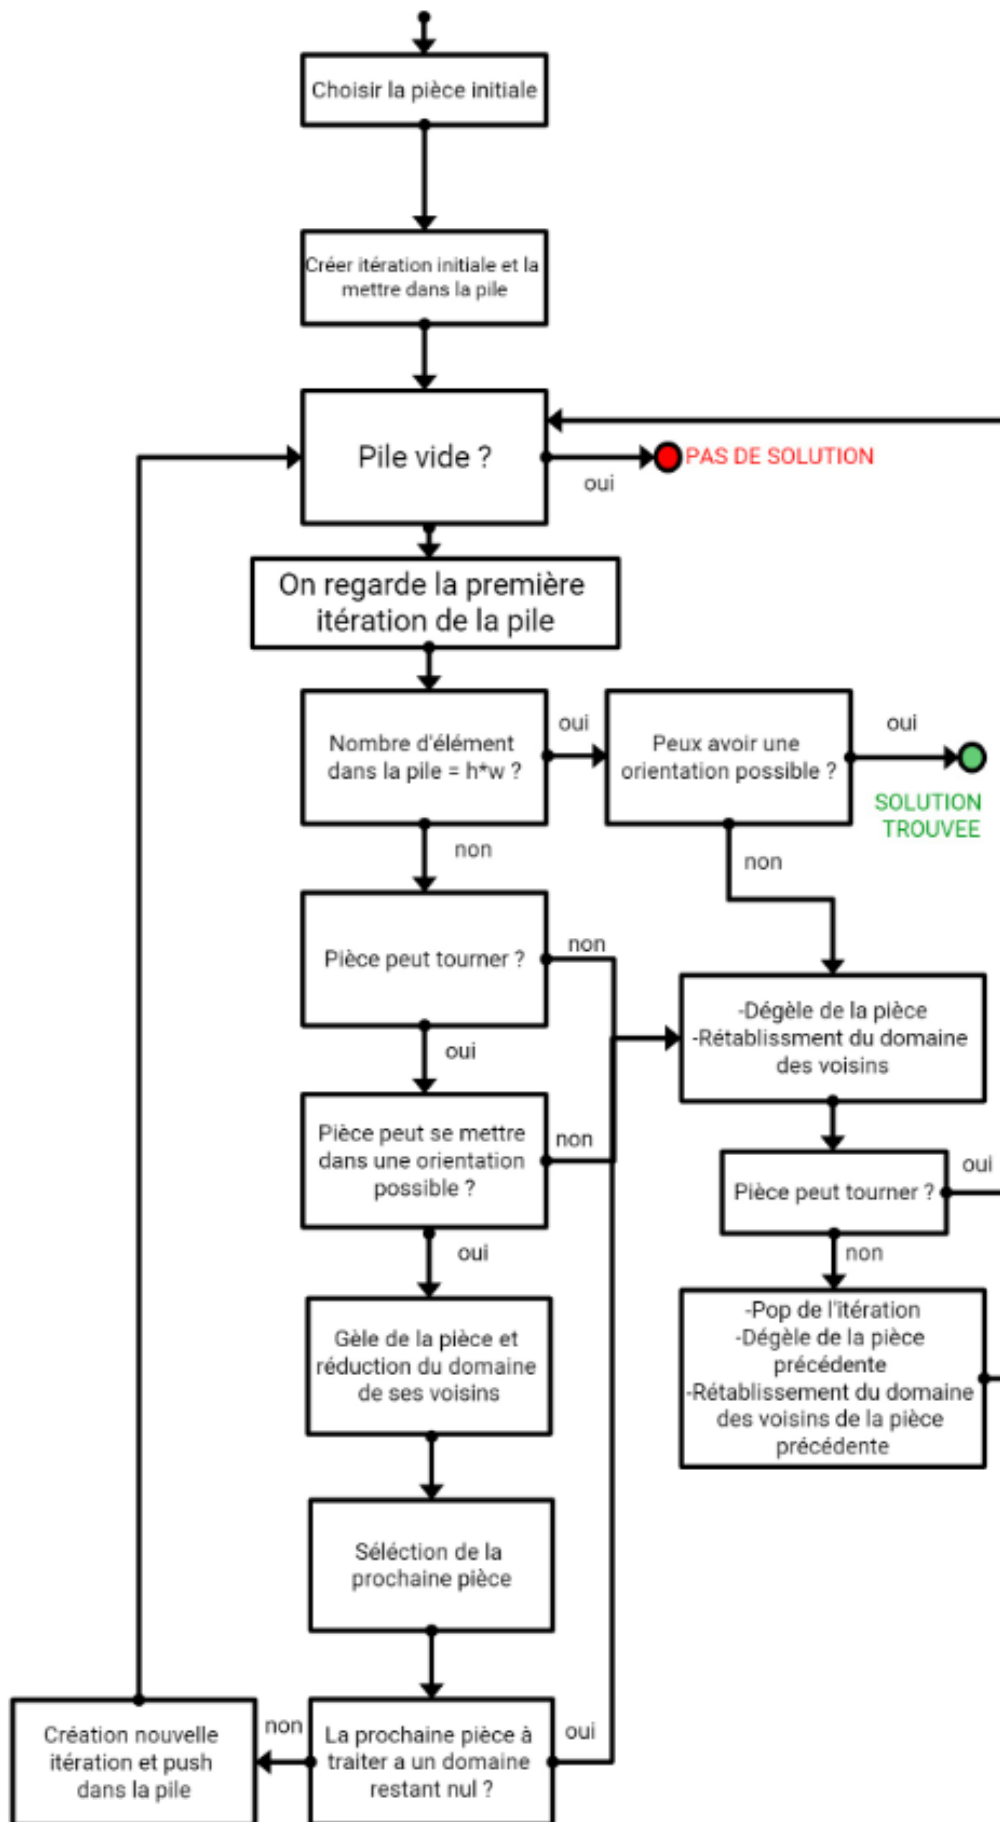 Choisir la pièce initiale
Créer itération initiale et la
mettre dans la pile
Pile vide ?
oui
PAS DE SOLUTION
On regarde la première
itération de la pile
Nombre d'élément
dans la pile = h*w ?
oui
Peux avoir une
orientation possible ?
oui
SOLUTION
TROUVEE
non
non
Pièce peut tourner ?
non
-Dégèle de la pièce
-Rétablissment du domaine
des voisins
oui
Pièce peut se mettre
dans une orientation
possible ?
non
Pièce peut tourner ?
oui
oui
non
Gèle de la pièce et
réduction du domaine
de ses voisins
-Pop de l'itération
-Dégèle de la pièce
précédente
-Rétablissement du domaine
des voisins de la pièce
précédente
Séléction de la
prochaine pièce
La prochaine pièce à
traiter a un domaine
restant nul ?
oui
non
Création nouvelle
itération et push
dans la pile